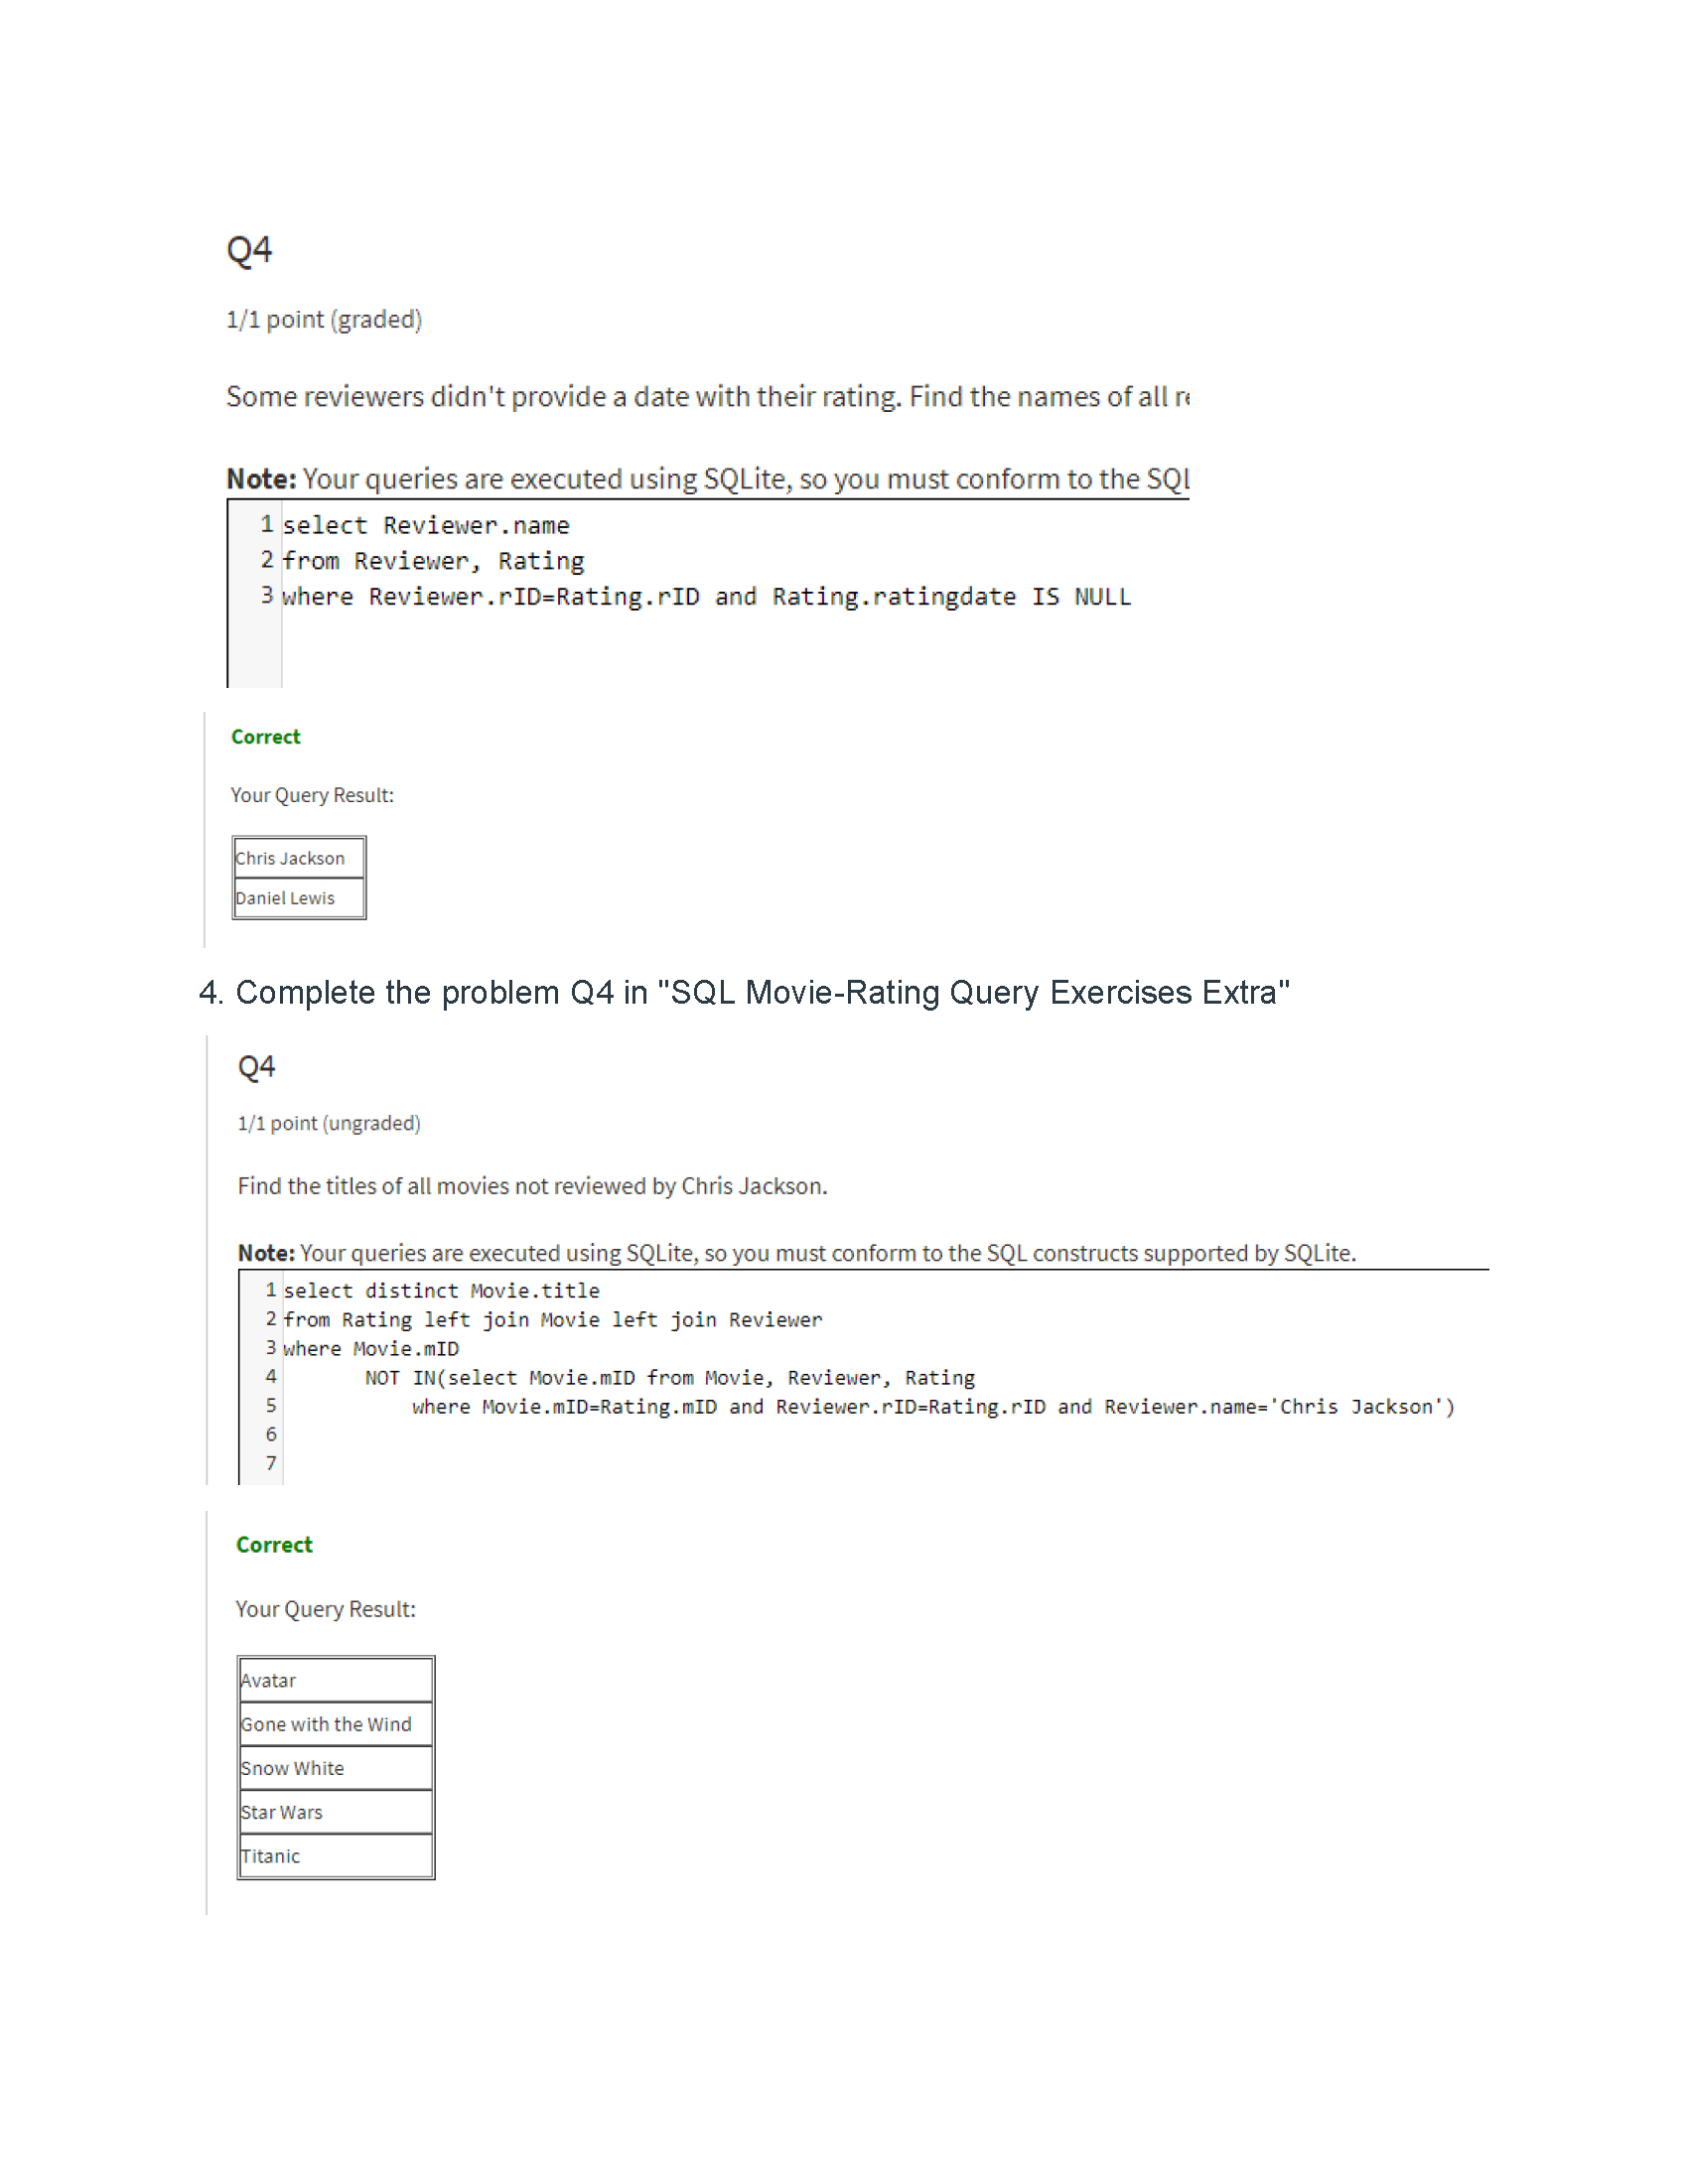 Q4
1/1 point (graded)
Some reviewers didn't provide a date with their rating. Find the names of all
Note: Your queries are executed using SQLite, so you must conform to the
1 select Reviewer.name
2 from Reviewer, Rating
3 where Reviewer.rID=Rating.rID and Rating.ratingdate IS NULL
Correct
Your Query Result:
Chris Jackson
Daniel Lewis
4. Complete the problem Q4 in "SQL Movie-Rating Query Exercises Extra"
Q4
1/1 point (ungraded)
Find the titles of all movies not reviewed by Chris Jackson.
Note: Your queries are executed using SQLite, so you must conform to the SQL constructs supported by SQLite.
1 select distinct Movie.title
2 from Rating left join Movie left join Reviewer
3 where Movie.mID
4 NOT IN(select Movie.mID from Movie, Reviewer, Rating
5 where Movie.mID=Rating.mID and Reviewer.rID=Rating.rID and Reviewer.name='Chris Jackson')
6
7
Correct
Your Query Result:
Avatar
Gone with the Wind
Snow White
Star Wars
Titanic